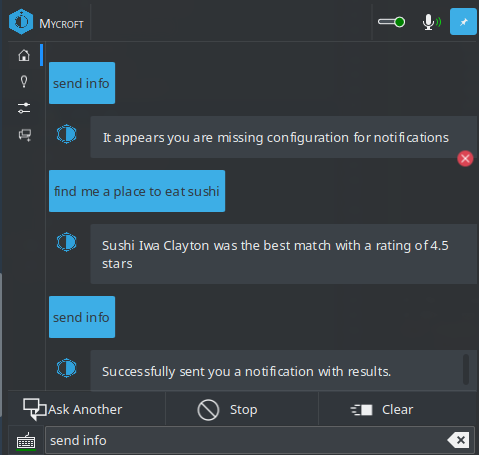 MYCROFT
send info
It appears you are missing configuration for notifications
find me a place to eat sushi
Sushi Iwa Clayton was the best match with a rating of 4.5
stars
send info
Successfully sent you a notification with results.
Ask Another
Stop
Clear
send info